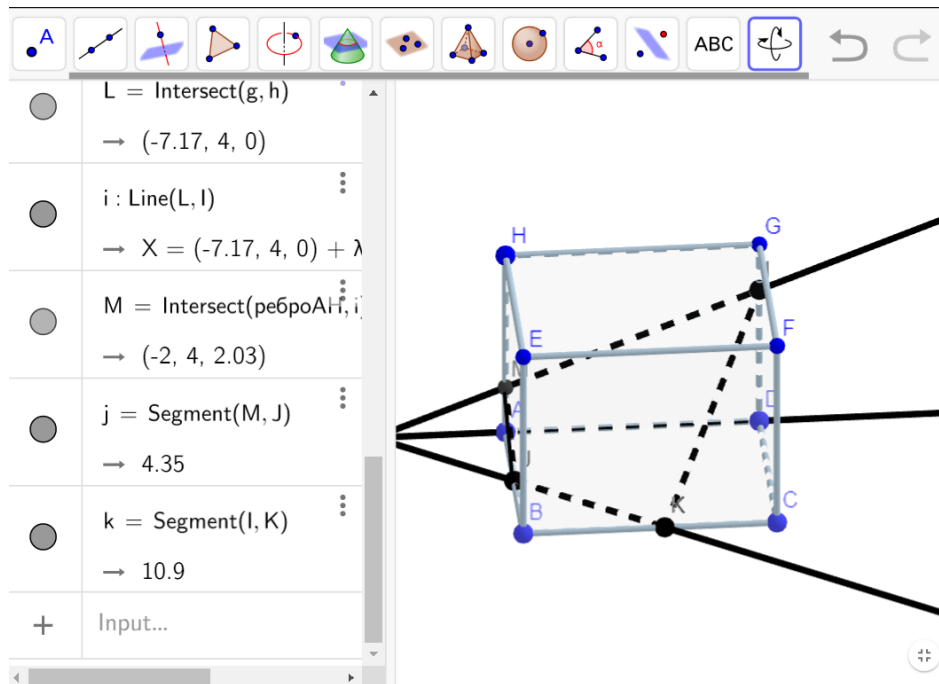 A
α
ABC
L = Intersect(g, h)
→ (-7.17, 4, 0)
i : Line(L, I)
→ X = (-7.17, 4, 0) + λ
M = Intersect(реброAH, i)
→ (-2, 4, 2.03)
j = Segment(M, J)
→ 4.35
k = Segment(I, K)
→ 10.9
+ Input...
G
H
F
E
A
D
J
K
C
B